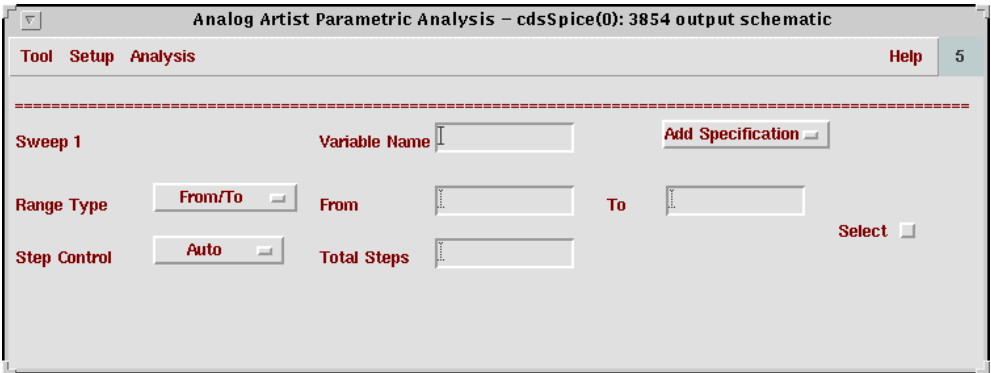 Analog Artist Parametric Analysis – cdsSpice(0): 3854 output schematic
Tool Setup Analysis Help 5
==========================================================================================================
Sweep 1 Variable Name Add Specification
Range Type From/To From To
Select
Step Control Auto Total Steps